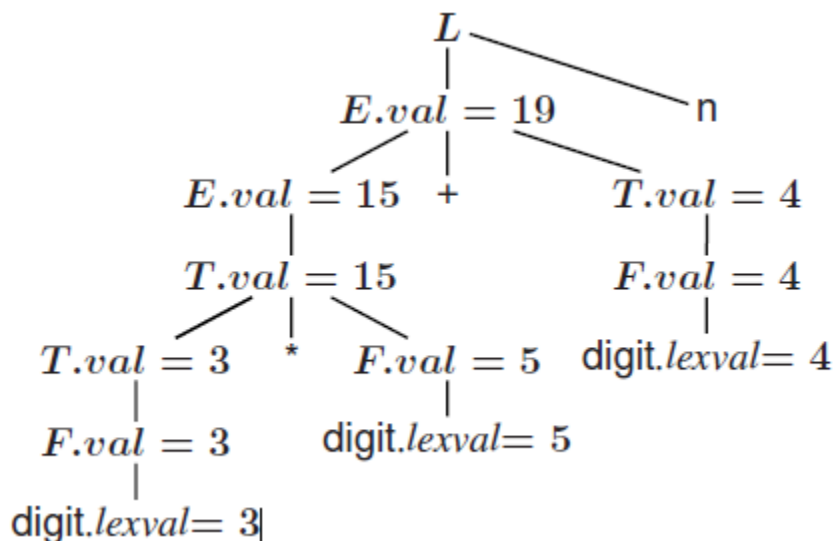 L
E.val = 19 n
E.val = 15 + T.val = 4
T.val = 15 F.val = 4
T.val = 3 * F.val = 5 digit.lexval= 4
F.val = 3 digit.lexval= 5
digit.lexval= 3